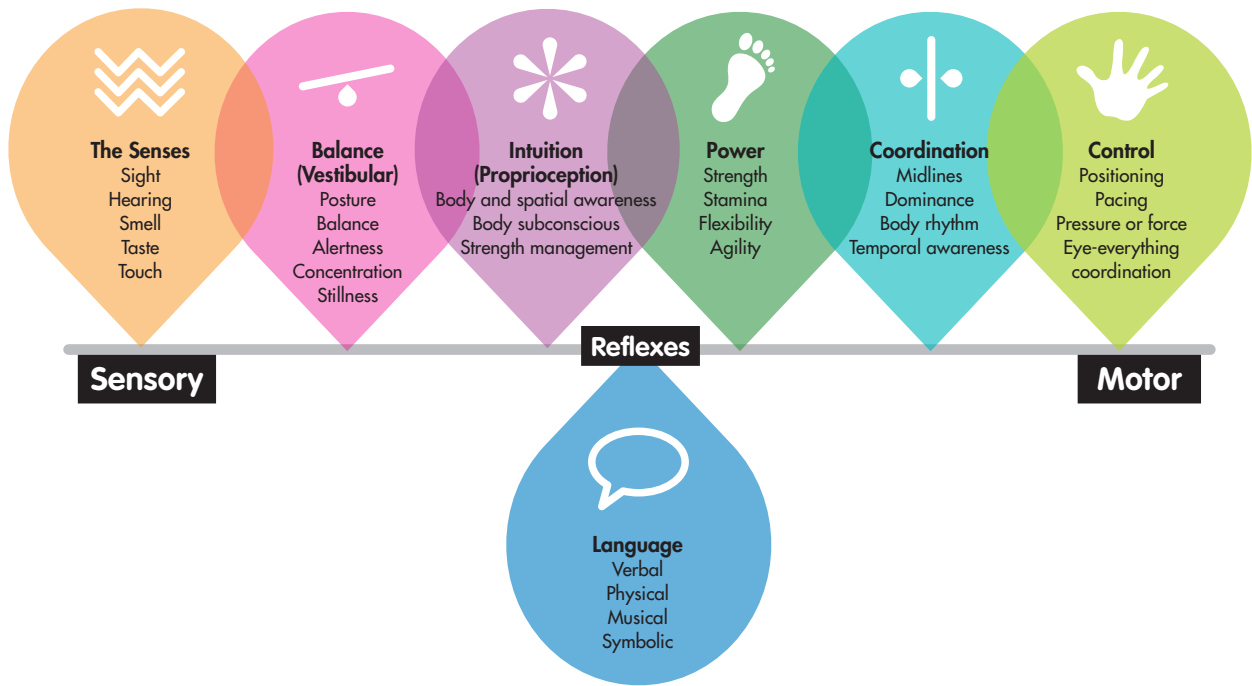 The Senses
Sight
Hearing
Smell
Taste
Touch
Balance
(Vestibular)
Posture
Balance
Alertness
Concentration
Stillness
Intuition
(Proprioception)
Body and spatial awareness
Body subconscious
Strength management
Power
Strength
Stamina
Flexibility
Agility
Coordination
Midlines
Dominance
Body rhythm
Temporal awareness
Control
Positioning
Pacing
Pressure or force
Eye-everything
coordination
Sensory
Reflexes
Motor
Language
Verbal
Physical
Musical
Symbolic